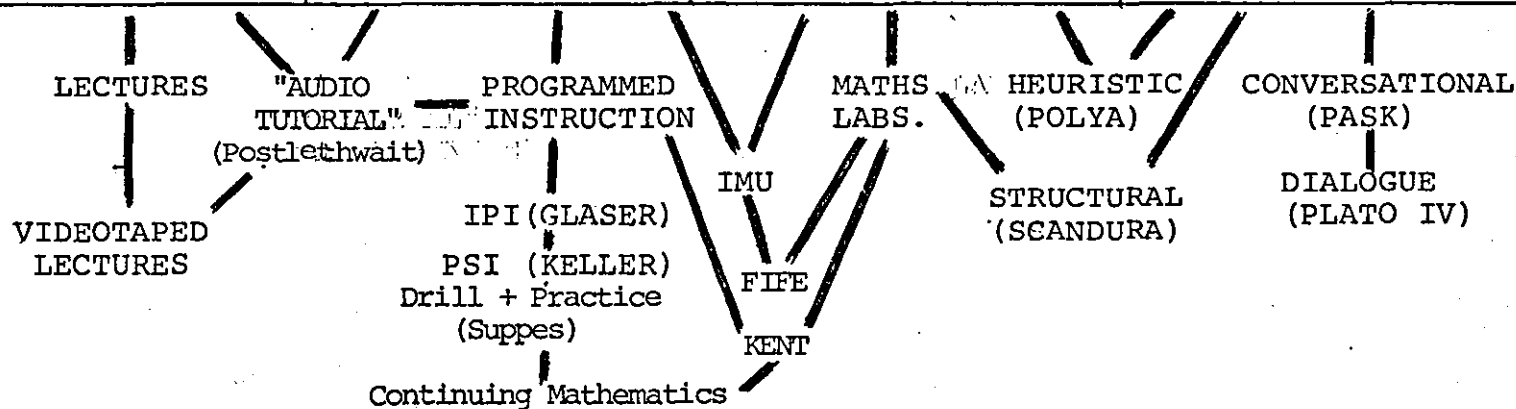 LECTURES
"AUDIO
TUTORIAL"
(Postlethwait)
PROGRAMMED
INSTRUCTION
MATHS
LABS.
HEURISTIC
(POLYA)
CONVERSATIONAL
(PASK)
VIDEOTAPED
LECTURES
IPI (GLASER)
PSI (KELLER)
Drill + Practice
(Suppes)
IMU
FIFE
KENT
STRUCTURAL
(SCANDURA)
DIALOGUE
(PLATO IV)
Continuing Mathematics